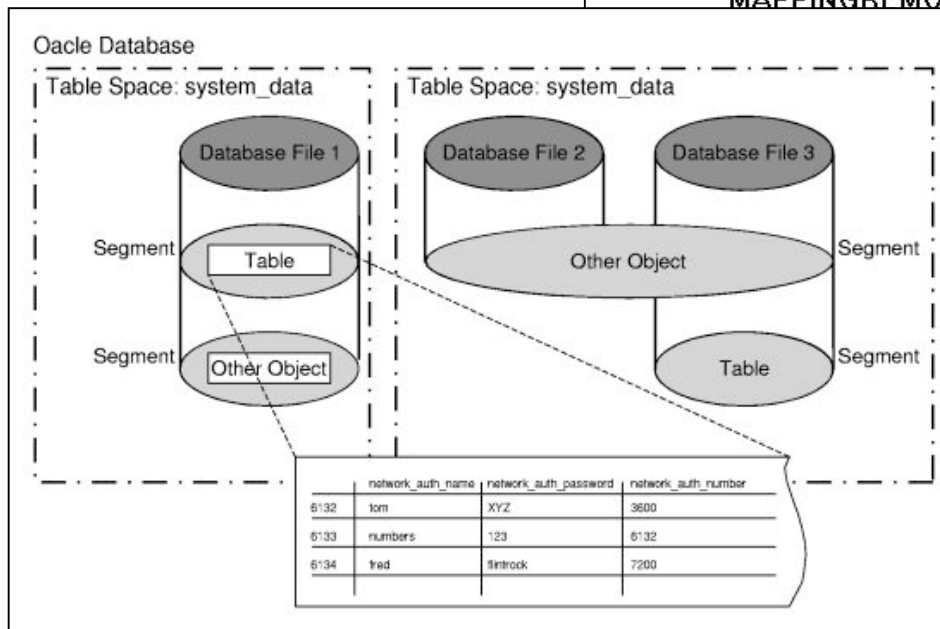 Oacle Database
Table Space: system_data
Table Space: system_data
Database File 1
Database File 2
Database File 3
Segment
Table
Other Object
Segment
Segment
Other Object
Table
Segment
network_auth_name network_auth_password network_auth_number
6132 tom XYZ 3600
6133 numbers 123 6132
6134 fred flintrock 7200